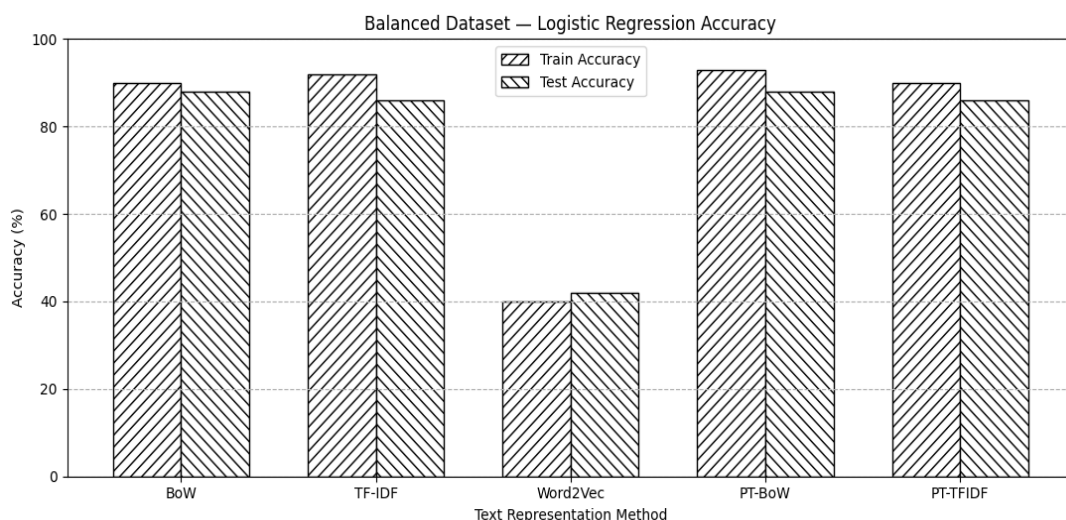 Balanced Dataset — Logistic Regression Accuracy
100
80
60
40
20
0
Accuracy (%)
Train Accuracy
Test Accuracy
BoW
TF-IDF
Word2Vec
PT-BoW
PT-TFIDF
Text Representation Method